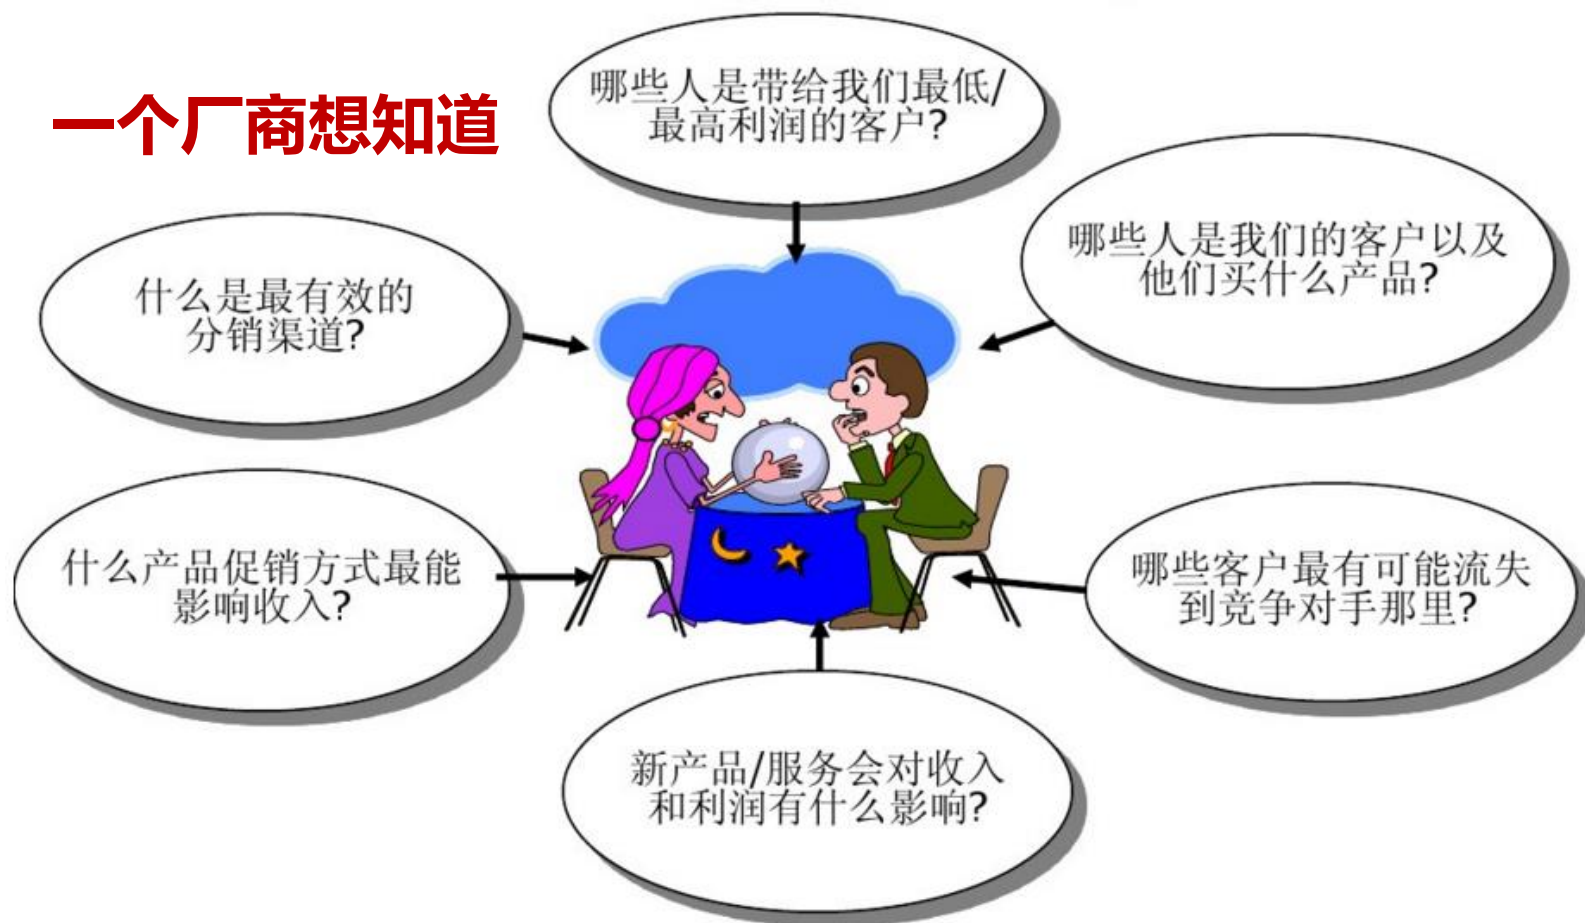 一个厂商想知道
哪些人是带给我们最低/
最高利润的客户?
哪些人是我们的客户以及
他们买什么产品?
什么是最有效的
分销渠道?
什么产品促销方式最能
影响收入?
哪些客户最有可能流失
到竞争对手那里?
新产品/服务会对收入
和利润有什么影响?